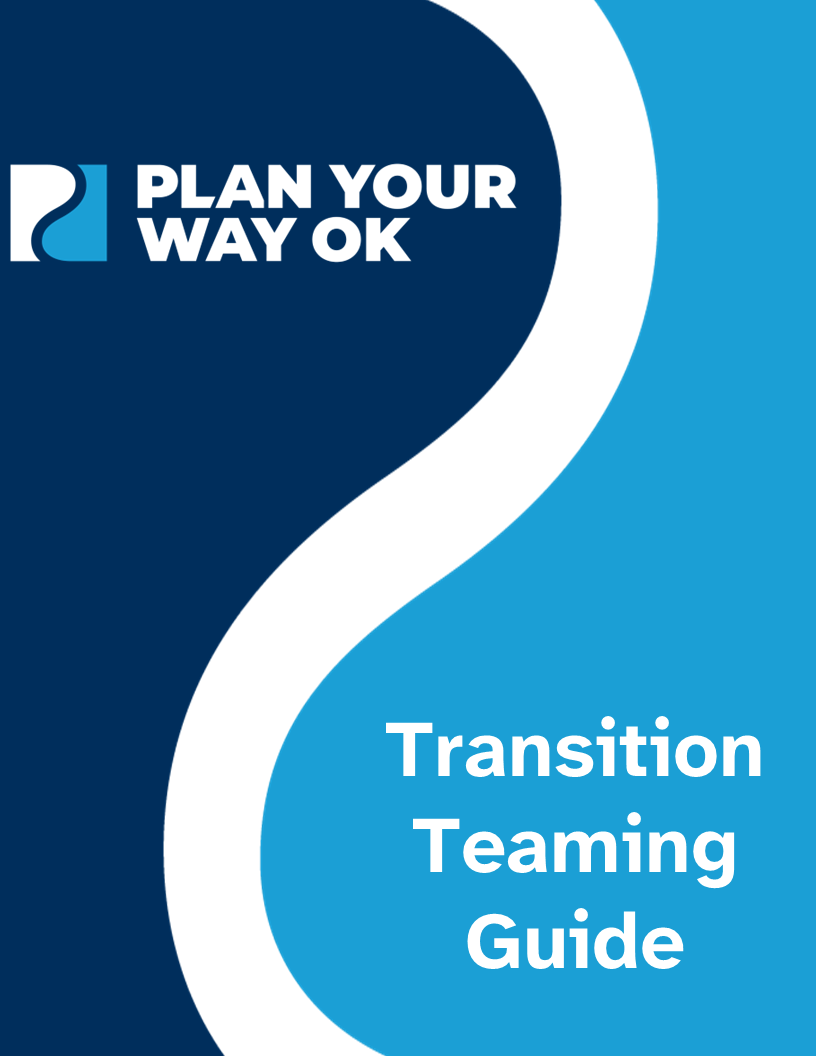 PLAN YOUR
WAY OK
Transition
Teaming
Guide